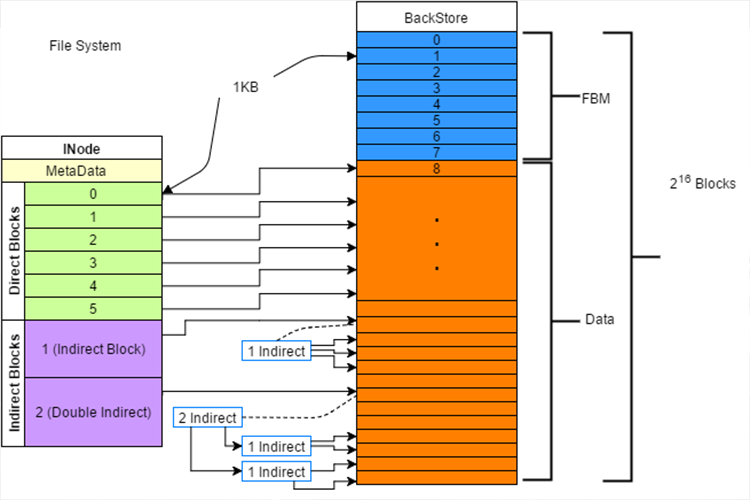 BackStore
File System
0
1
2
3
4
5
6
7
8
.
.
.
1KB
FBM
2¹⁶ Blocks
Data
INode
MetaData
Direct Blocks
0
1
2
3
4
5
Indirect Blocks
1 (Indirect Block)
2 (Double Indirect)
1 Indirect
2 Indirect
1 Indirect
1 Indirect